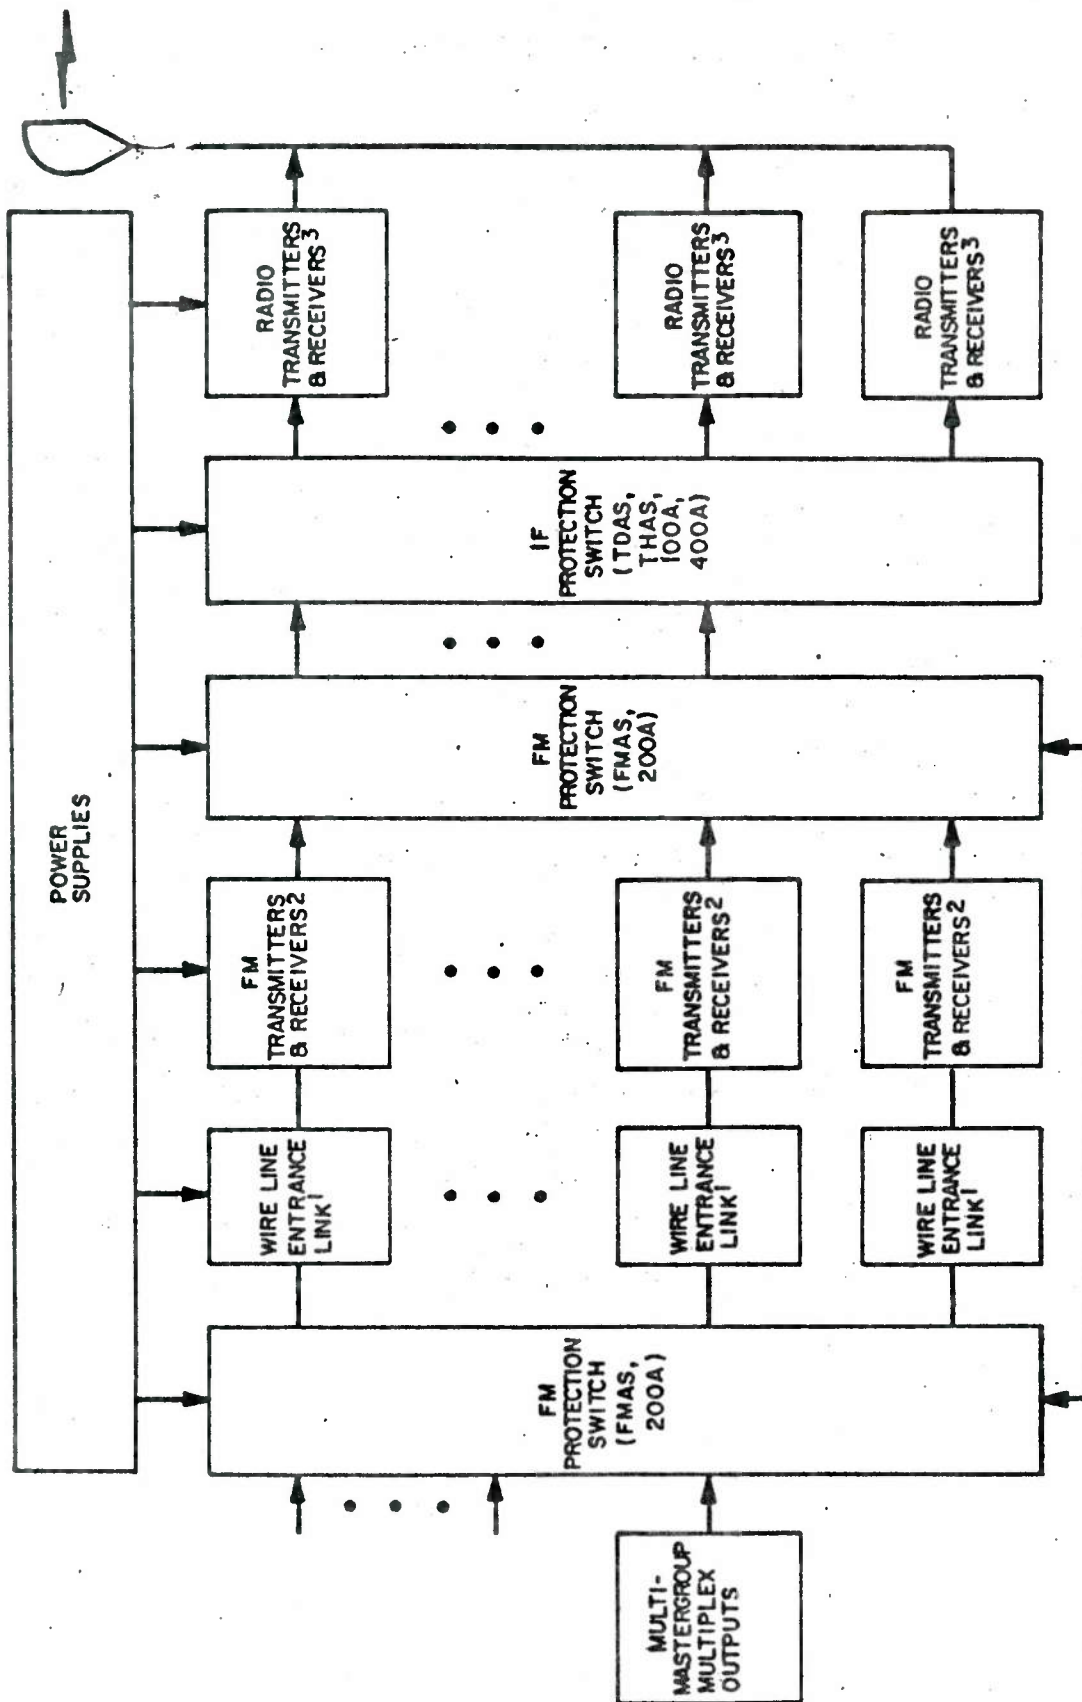 POWER
SUPPLIES
MULTI-
MASTERGROUP
MULTIPLEX
OUTPUTS
FM
PROTECTION
SWITCH
(FMAS,
200A)
WIRE LINE
ENTRANCE
LINK¹
WIRE LINE
ENTRANCE
LINK¹
WIRE LINE
ENTRANCE
LINK¹
FM
TRANSMITTERS
& RECEIVERS²
FM
TRANSMITTERS
& RECEIVERS²
FM
TRANSMITTERS
& RECEIVERS²
FM
PROTECTION
SWITCH
(FMAS,
200A)
IF
PROTECTION
SWITCH
(TDAS,
THAS,
100A,
400A)
RADIO
TRANSMITTERS
& RECEIVERS³
RADIO
TRANSMITTERS
& RECEIVERS³
RADIO
TRANSMITTERS
& RECEIVERS³